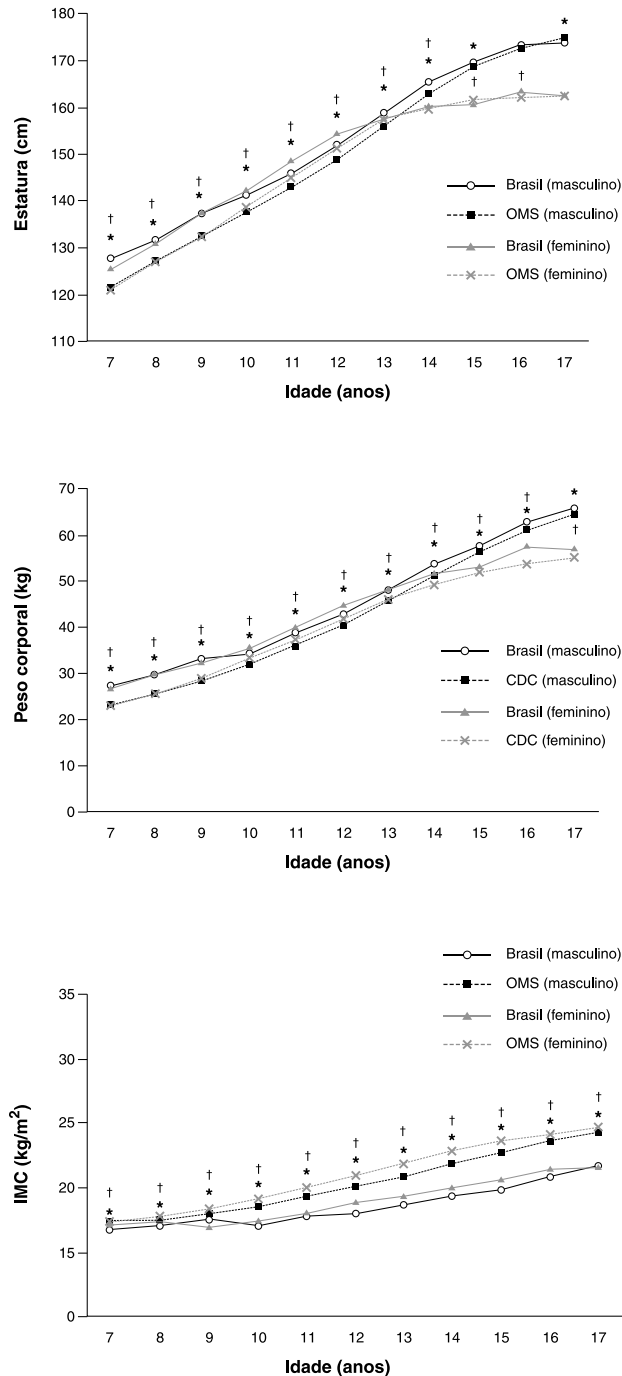 180
170
160
150
140
130
120
110
Estatura (cm)
† † † † † † † † * * † †
* * * * * * * *
*
Brasil (masculino)
OMS (masculino)
Brasil (feminino)
OMS (feminino)
7 8 9 10 11 12 13 14 15 16 17
Idade (anos)
70
60
50
40
30
20
10
0
Peso corporal (kg)
† † † † † † † † † † *
* * * * * * * * * * †
Brasil (masculino)
CDC (masculino)
Brasil (feminino)
CDC (feminino)
7 8 9 10 11 12 13 14 15 16 17
Idade (anos)
Brasil (masculino)
OMS (masculino)
Brasil (feminino)
OMS (feminino)
35
30
25
20
15
0
IMC (kg/m²)
† † † † † † † † † † †
* * * * * * * * * * *
7 8 9 10 11 12 13 14 15 16 17
Idade (anos)